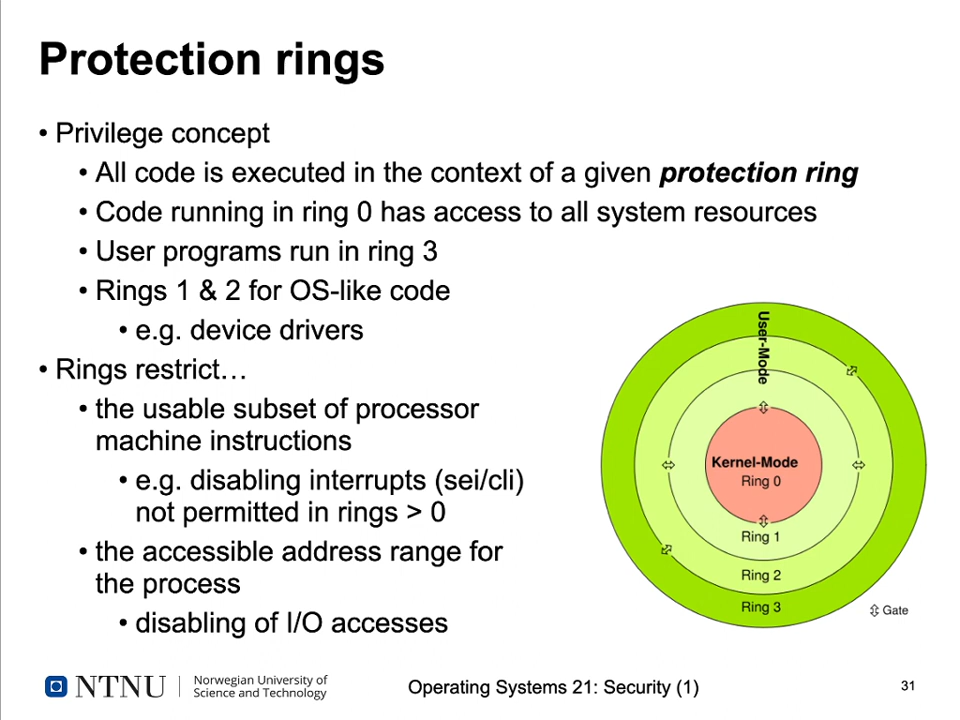 Protection rings
• Privilege concept
• All code is executed in the context of a given protection ring
• Code running in ring 0 has access to all system resources
• User programs run in ring 3
• Rings 1 & 2 for OS-like code
• e.g. device drivers
• Rings restrict…
• the usable subset of processor
machine instructions
• e.g. disabling interrupts (sei/cli)
not permitted in rings > 0
• the accessible address range for
the process
• disabling of I/O accesses
User-Mode
Kernel-Mode
Ring 0
Ring 1
Ring 2
Ring 3
Gate
NTNU
Norwegian University of
Science and Technology
Operating Systems 21: Security (1)
31